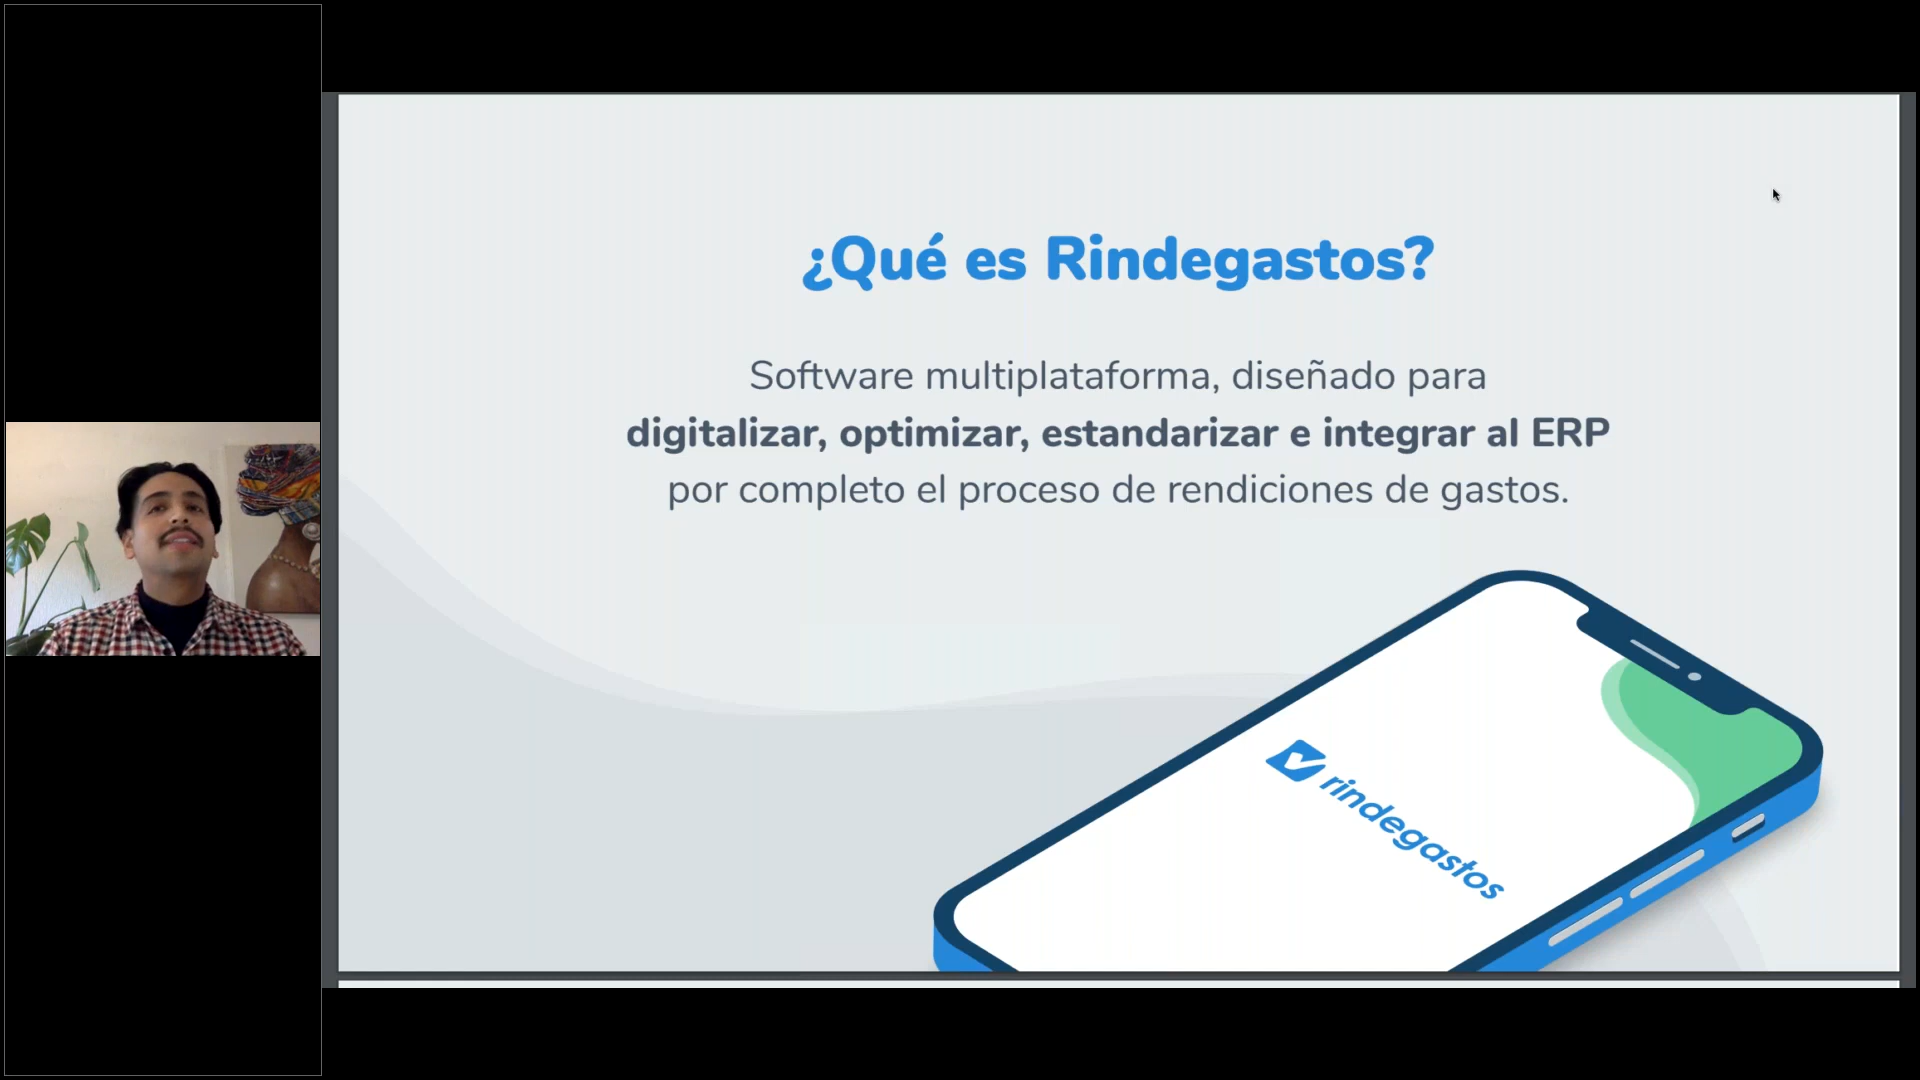 ¿Qué es Rindegastos?
Software multiplataforma, diseñado para
digitalizar, optimizar, estandarizar e integrar al ERP
por completo el proceso de rendiciones de gastos.
rindegastos